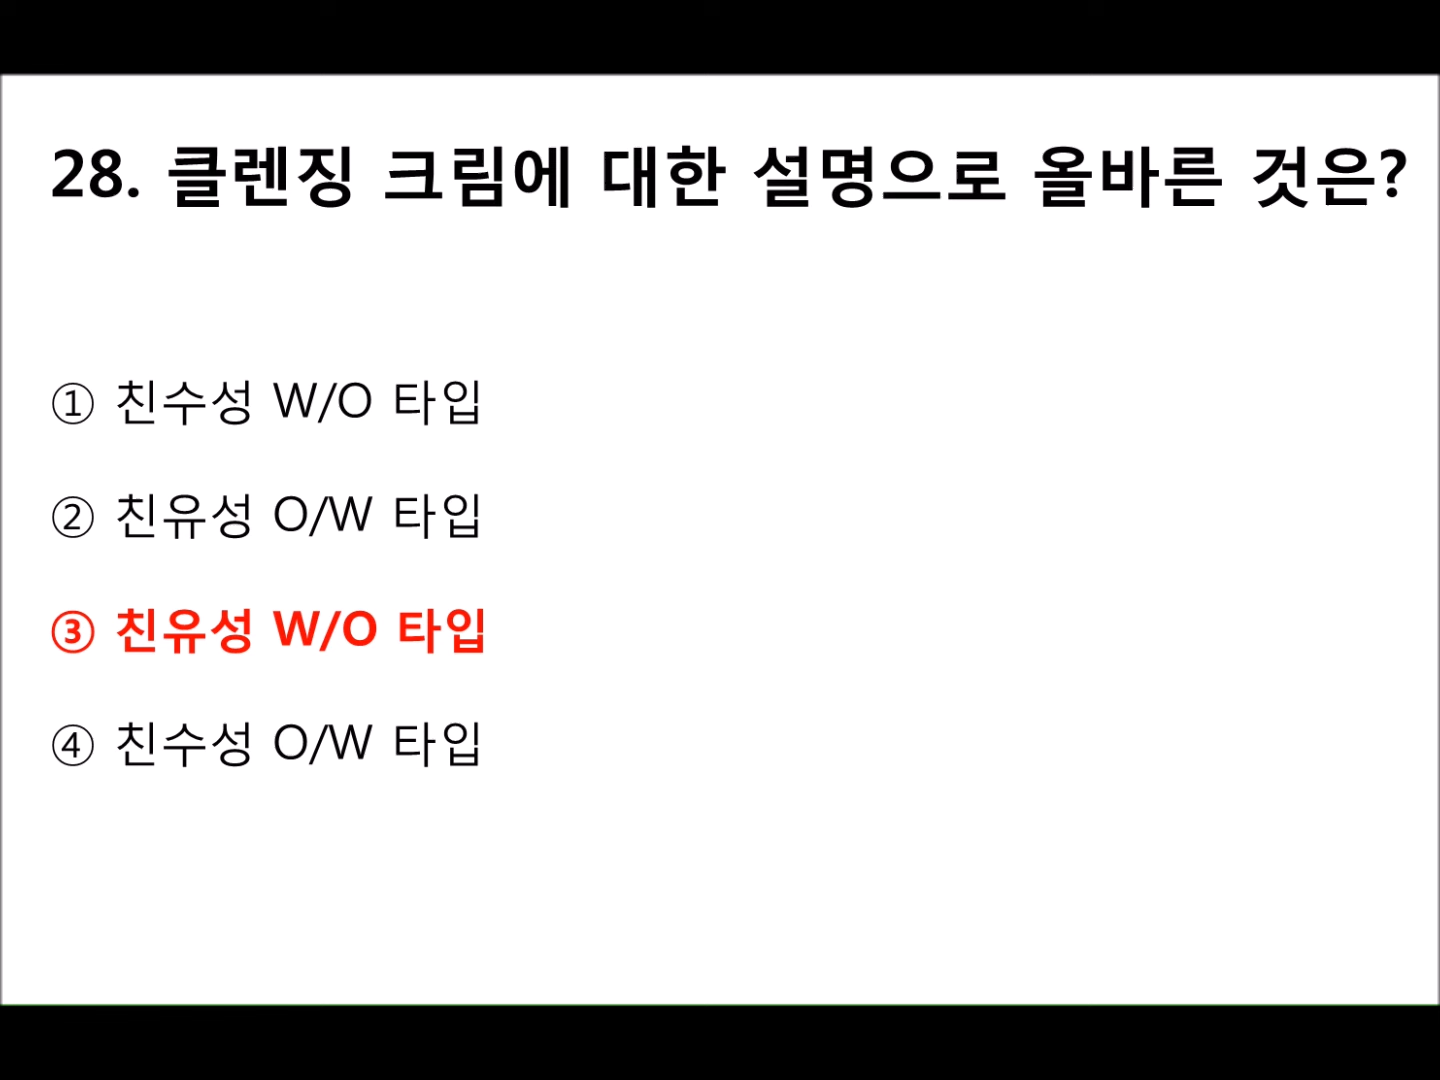 28. 클렌징 크림에 대한 설명으로 올바른 것은?
① 친수성 W/O 타입
② 친유성 O/W 타입
③ 친유성 W/O 타입
④ 친수성 O/W 타입